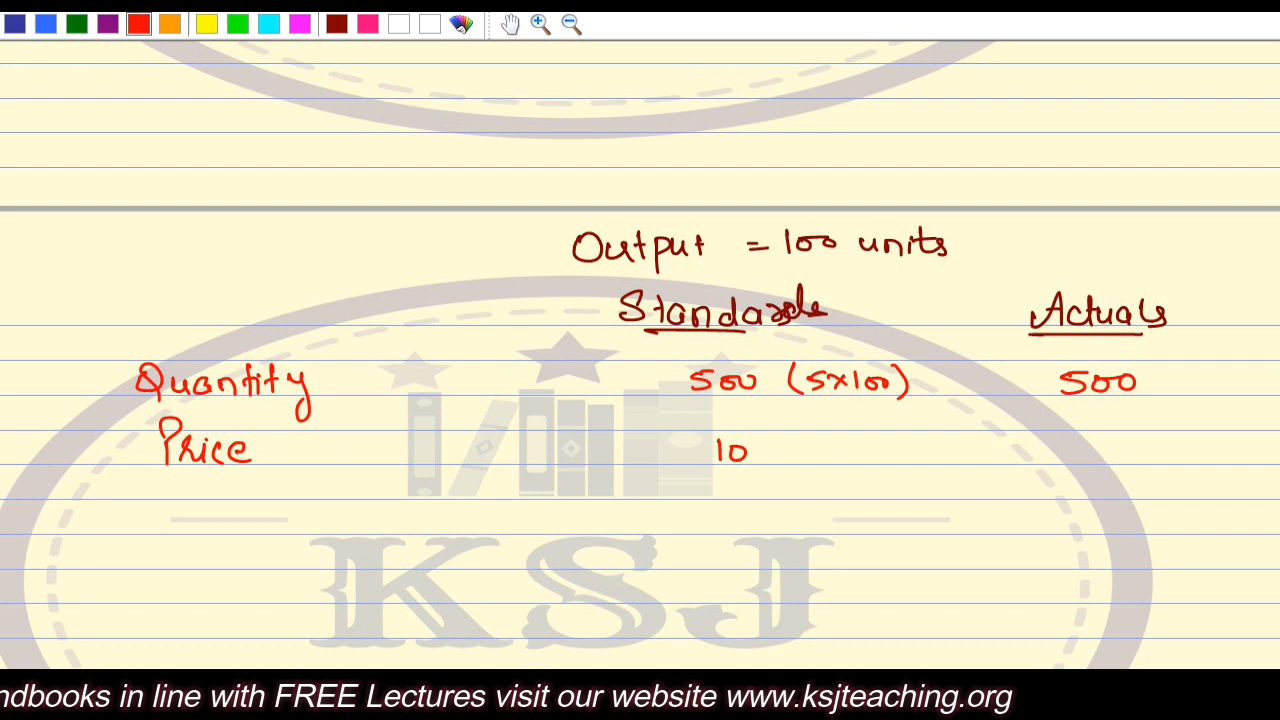 Output = 100 units
Standards Actuals
Quantity 500 (5x100) 500
Price 10
KSJ
ndbooks in line with FREE Lectures visit our website www.ksjteaching.org